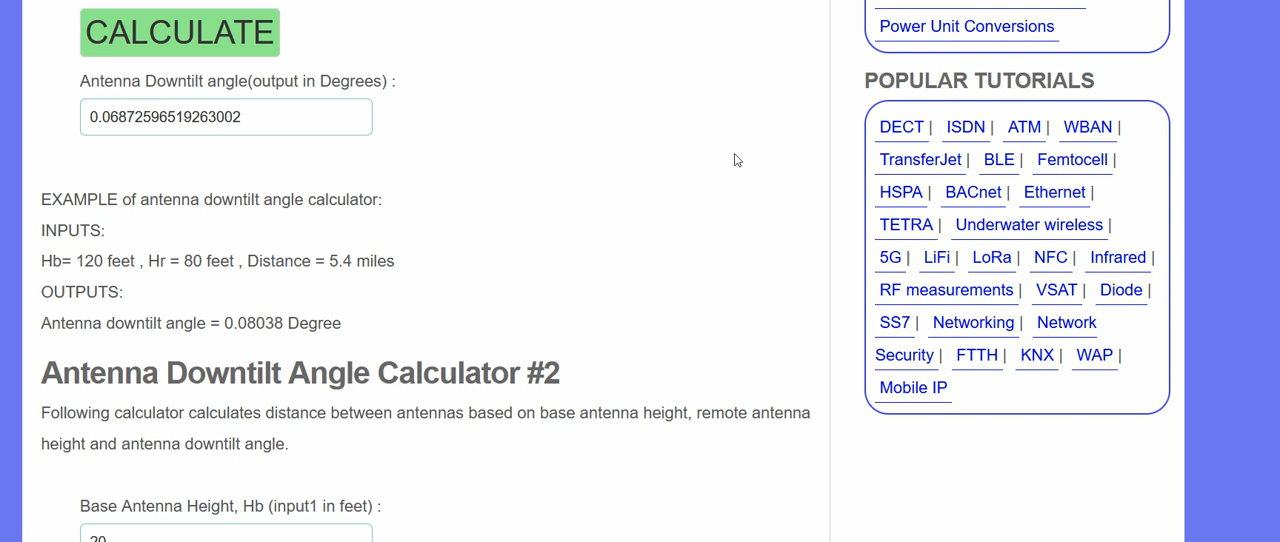 CALCULATE
Antenna Downtilt angle(output in Degrees) :
0.06872596519263002
EXAMPLE of antenna downtilt angle calculator:
INPUTS:
Hb= 120 feet , Hr = 80 feet , Distance = 5.4 miles
OUTPUTS:
Antenna downtilt angle = 0.08038 Degree
Antenna Downtilt Angle Calculator #2
Following calculator calculates distance between antennas based on base antenna height, remote antenna
height and antenna downtilt angle.
Base Antenna Height, Hb (input1 in feet) :
20
Power Unit Conversions
POPULAR TUTORIALS
DECT | ISDN | ATM | WBAN |
TransferJet | BLE | Femtocell |
HSPA | BACnet | Ethernet |
TETRA | Underwater wireless |
5G | LiFi | LoRa | NFC | Infrared |
RF measurements | VSAT | Diode |
SS7 | Networking | Network
Security | FTTH | KNX | WAP |
Mobile IP